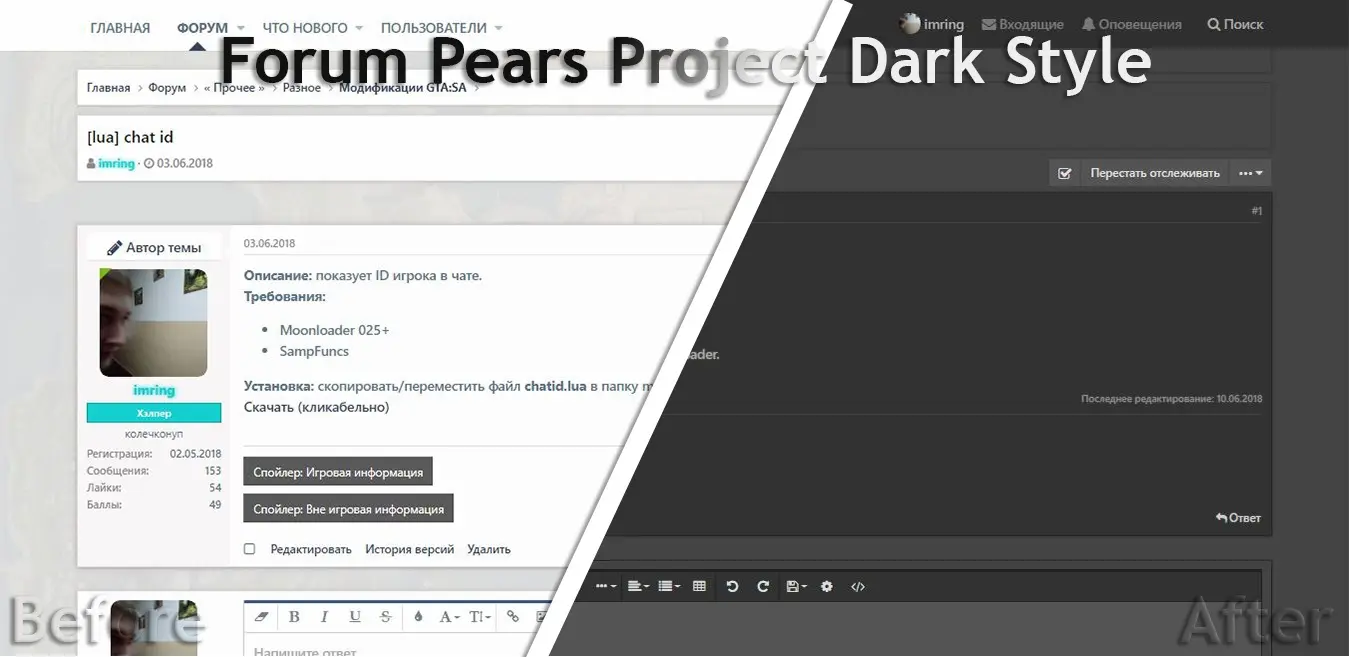 ГЛАВНАЯ ФОРУМ ЧТО НОВОГО ПОЛЬЗОВАТЕЛИ imring Входящие Оповещения Поиск
Forum Pears Project Dark Style
Главная › Форум › « Прочее » › Разное › Модификации GTA:SA ›
[lua] chat id
imring · 03.06.2018
Перестать отслеживать •••
Автор темы
03.06.2018
#1
Описание: показует ID игрока в чате.
Требования:
Moonloader 025+
SampFuncs
Установка: скопировать/переместить файл chatid.lua в папку
Скачать (кликабельно)
imring
Хэлпер
колечконуп
Регистрация: 02.05.2018
Сообщения: 153
Лайки: 54
Баллы: 49
Последнее редактирование: 10.06.2018
Спойлер: Игровая информация
Спойлер: Вне игровая информация
Ответ
Редактировать История версий Удалить
B I U S A T!
Напишите ответ
Before
After